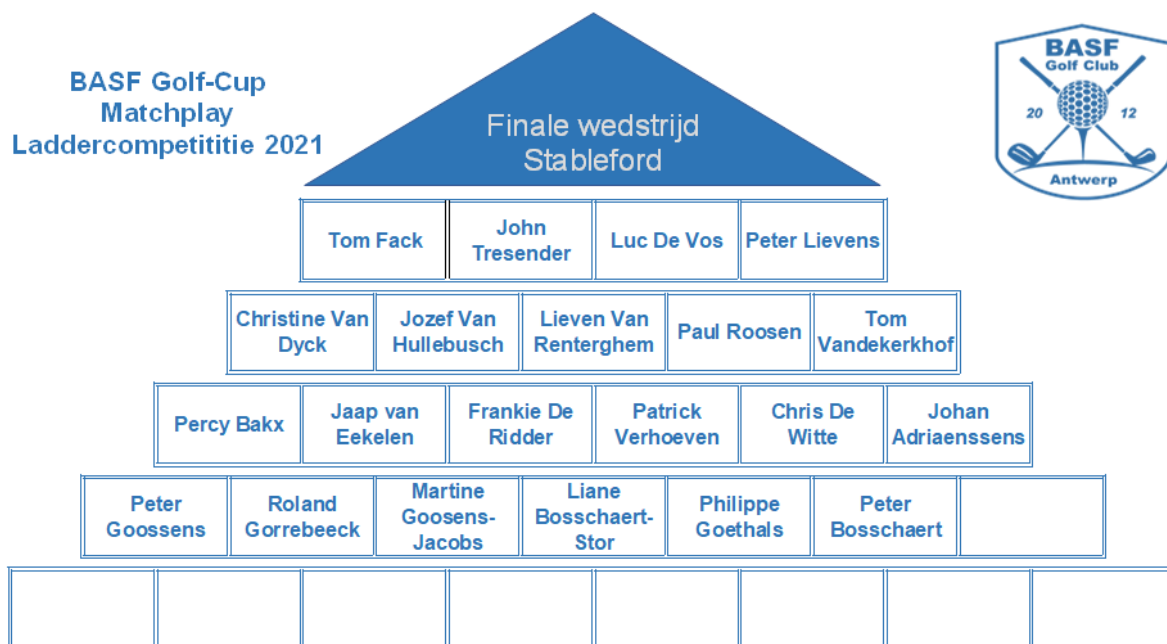 BASF Golf-Cup
Matchplay
Laddercompetititie 2021
Finale wedstrijd
Stableford
BASF
Golf Club
20 12
Antwerp
Tom Fack
John
Tresender
Luc De Vos
Peter Lievens
Christine Van
Dyck
Jozef Van
Hullebusch
Lieven Van
Renterghem
Paul Roosen
Tom
Vandekerkhof
Percy Bakx
Jaap van
Eekelen
Frankie De
Ridder
Patrick
Verhoeven
Chris De
Witte
Johan
Adriaenssens
Peter
Goossens
Roland
Gorrebeeck
Martine
Goosens-
Jacobs
Liane
Bosschaert-
Stor
Philippe
Goethals
Peter
Bosschaert